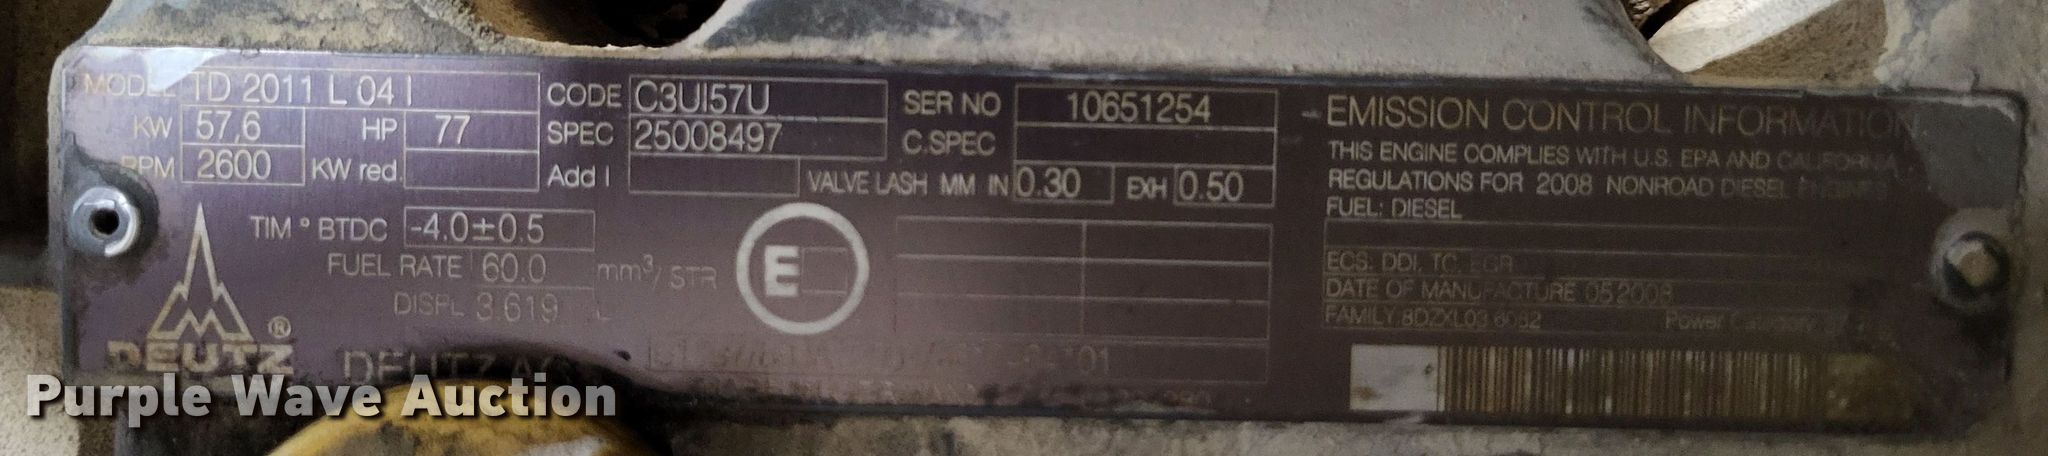 MODEL TD 2011 L 04 I CODE C3UI57U SER NO 10651254
KW 57,6 HP 77 SPEC 25008497 C.SPEC
RPM 2600 KW red. Add I VALVE LASH MM IN 0.30 EXH 0.50
TIM ° BTDC -4.0±0.5
FUEL RATE 60.0 mm³/STR
DISPL 3.619 L
E
DEUTZ ®
DEUTZ AG
EMISSION CONTROL INFORMATION
THIS ENGINE COMPLIES WITH U.S. EPA AND CALIFORNIA
REGULATIONS FOR 2008 NONROAD DIESEL ENGINES
FUEL: DIESEL
ECS. DDI, TC, EGR
DATE OF MANUFACTURE 05 2008
FAMILY Power Category
Purple Wave Auction